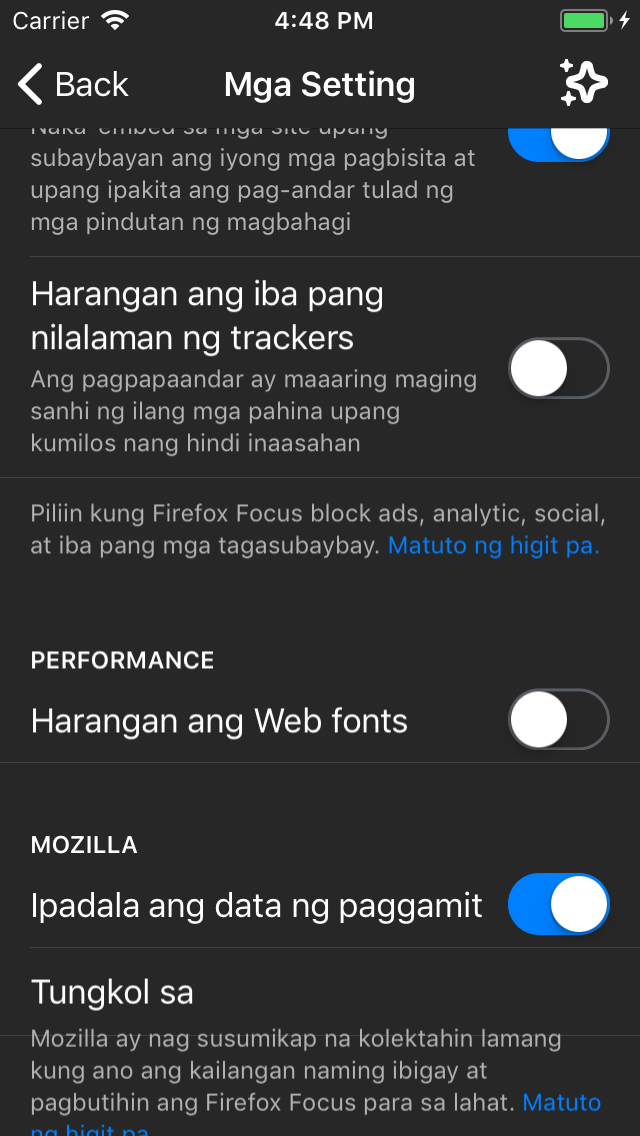 Carrier
4:48 PM
Back
Mga Setting
Naka-embed sa mga site upang
subaybayan ang iyong mga pagbisita at
upang ipakita ang pag-andar tulad ng
mga pindutan ng magbahagi
Harangan ang iba pang
nilalaman ng trackers
Ang pagpapaandar ay maaaring maging
sanhi ng ilang mga pahina upang
kumilos nang hindi inaasahan
Piliin kung Firefox Focus block ads, analytic, social,
at iba pang mga tagasubaybay. Matuto ng higit pa.
PERFORMANCE
Harangan ang Web fonts
MOZILLA
Ipadala ang data ng paggamit
Tungkol sa
Mozilla ay nag susumikap na kolektahin lamang
kung ano ang kailangan naming ibigay at
pagbutihin ang Firefox Focus para sa lahat. Matuto
ng higit pa